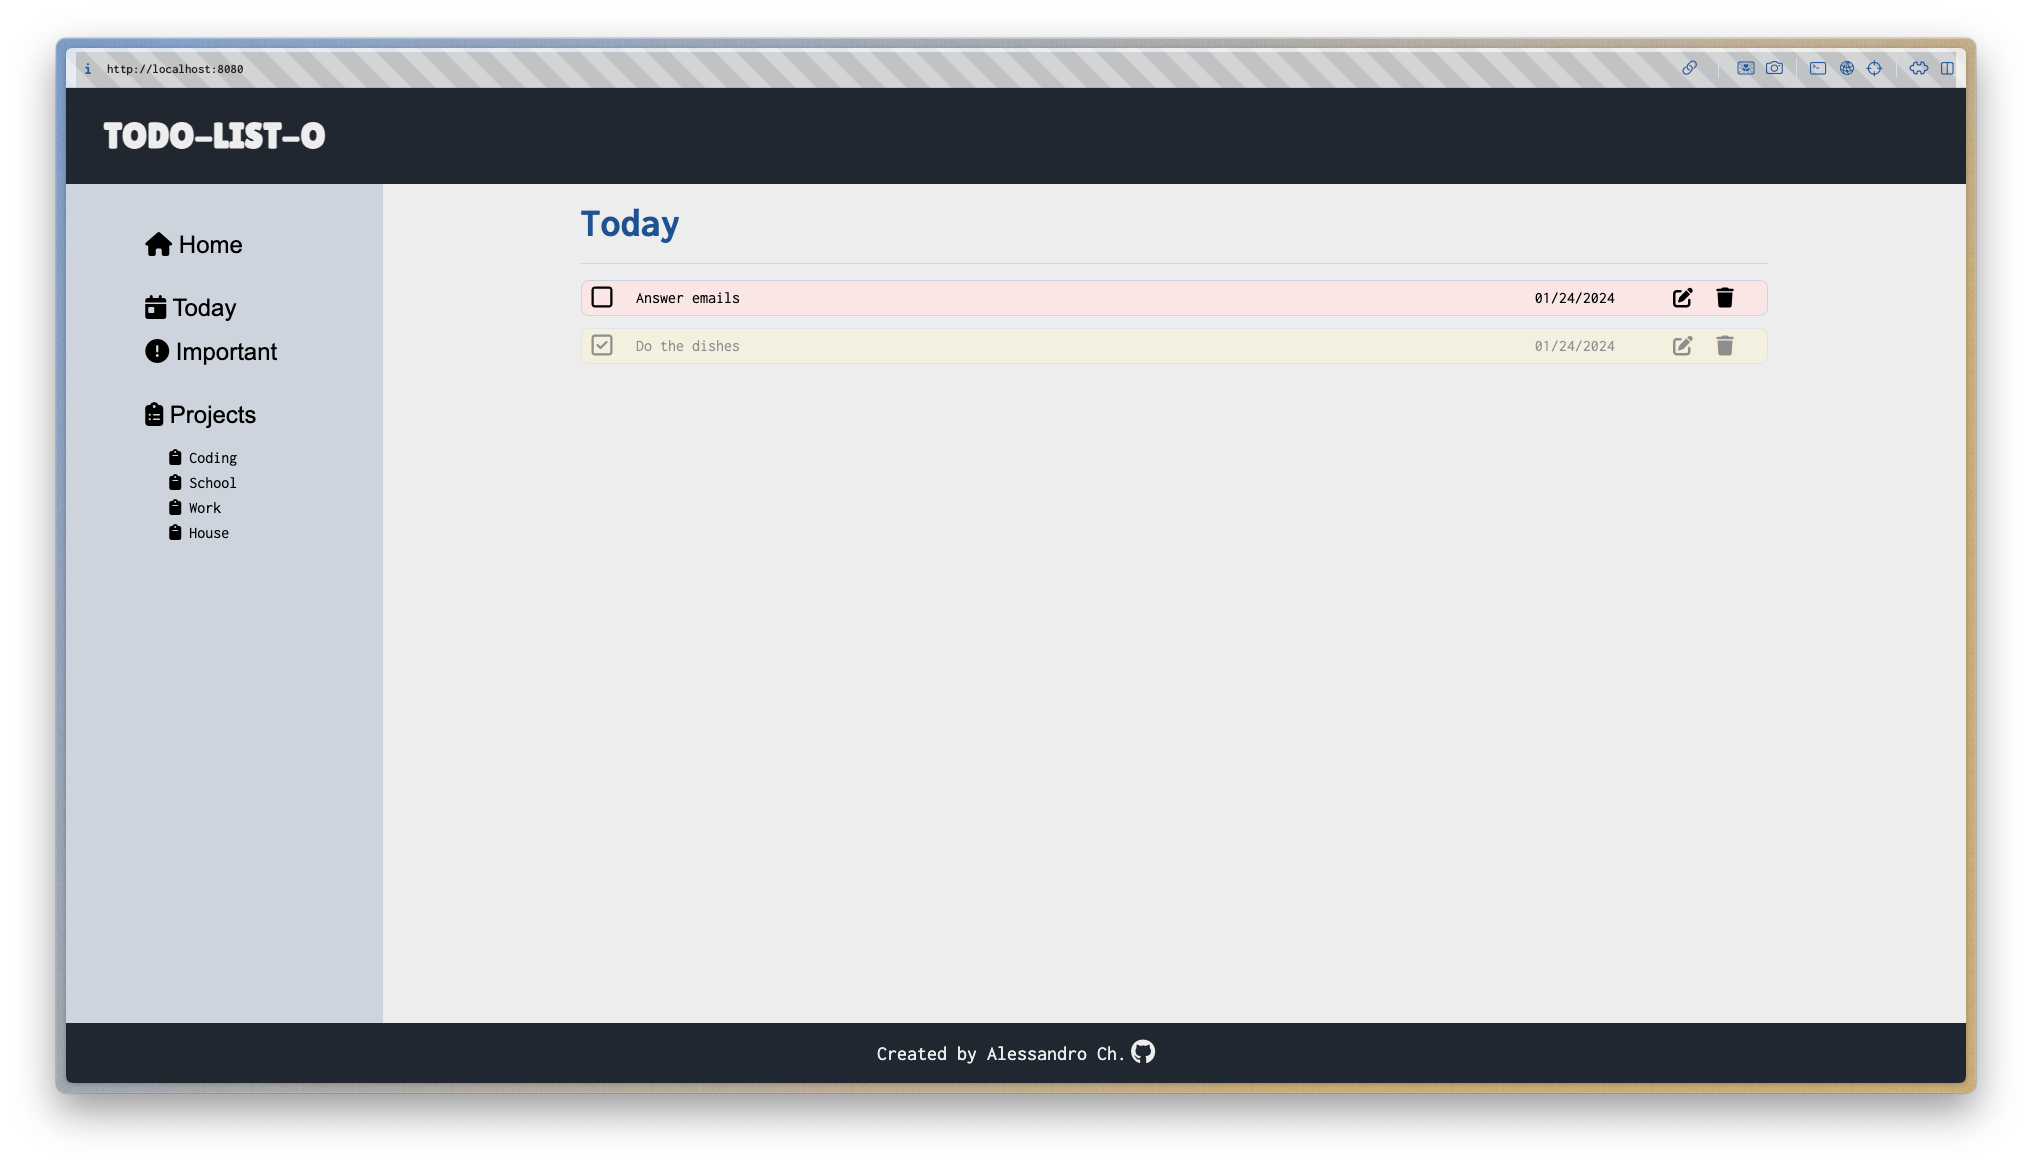 i http://localhost:8080
TODO-LIST-O
Home
Today
Important
Projects
Coding
School
Work
House
Today
Answer emails 01/24/2024
Do the dishes 01/24/2024
Created by Alessandro Ch.